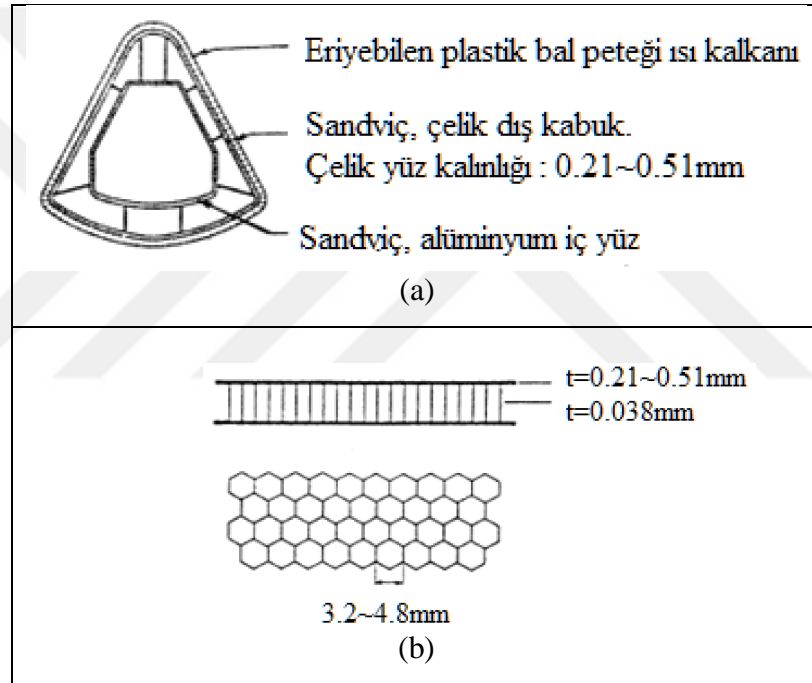 Eriyebilen plastik bal peteği ısı kalkanı
Sandviç, çelik dış kabuk.
Çelik yüz kalınlığı : 0.21~0.51mm
Sandviç, alüminyum iç yüz
(a)
t=0.21~0.51mm
t=0.038mm
3.2~4.8mm
(b)